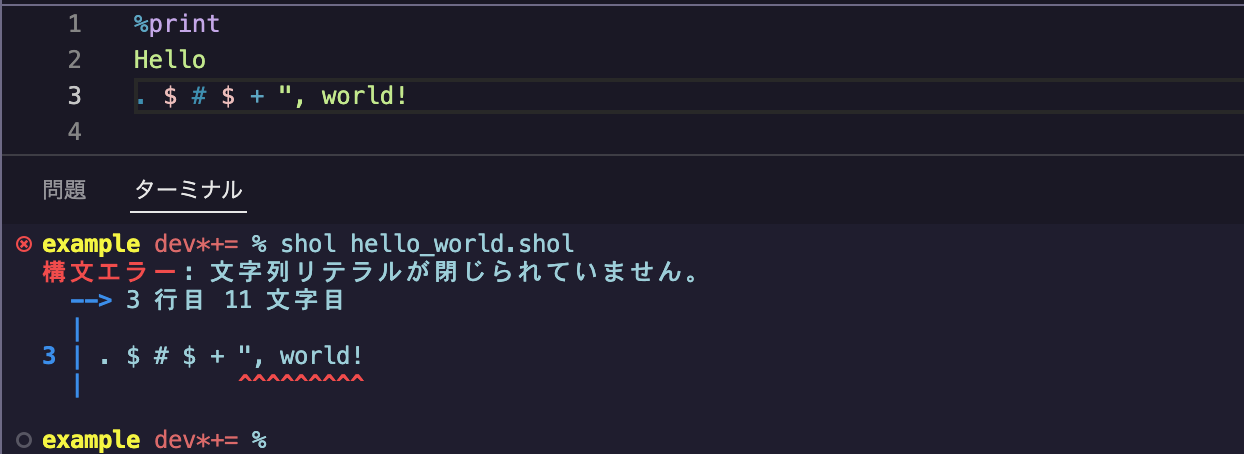 1 %print
2 Hello
3 . $ # $ + ", world!
4
問題 ターミナル
example dev*+= % shol hello_world.shol
構文エラー: 文字列リテラルが閉じられていません。
--> 3 行目 11 文字目
|
3 | . $ # $ + ", world!
| ^^^^^^^^^
example dev*+= %